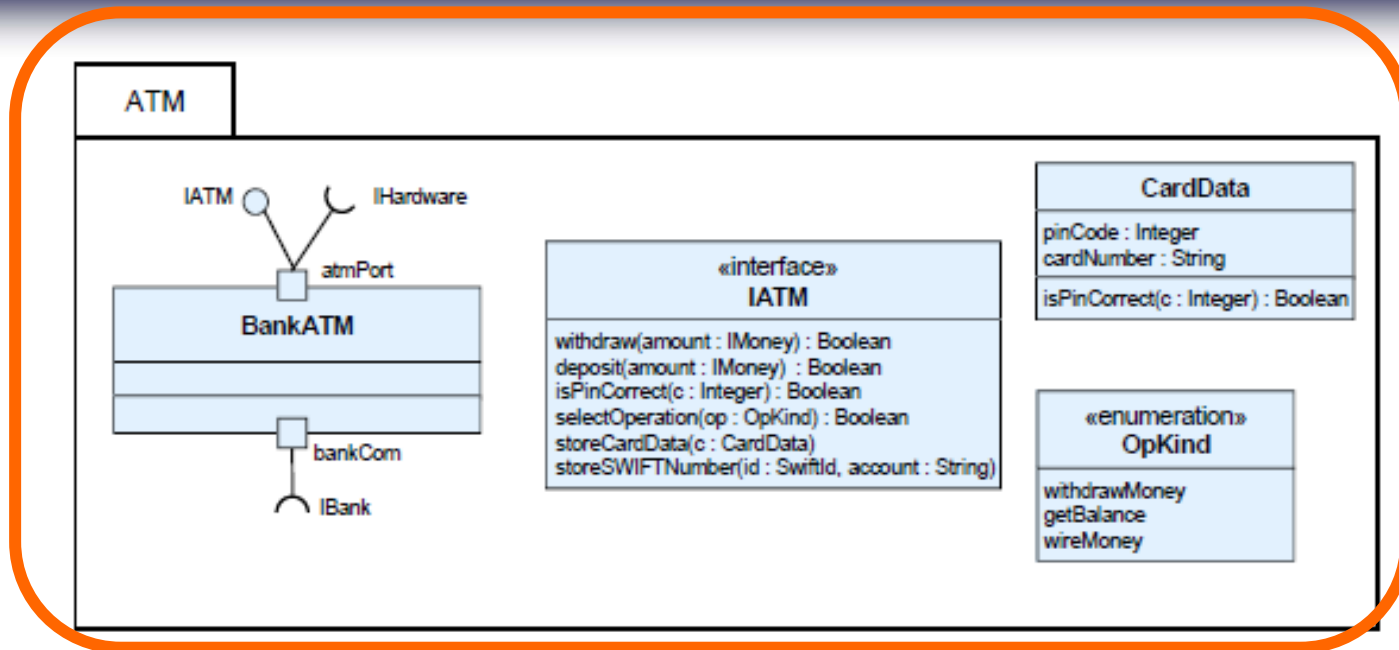 ATM
IATM
IHardware
atmPort
BankATM
bankCom
IBank
«interface»
IATM
withdraw(amount : IMoney) : Boolean
deposit(amount : IMoney) : Boolean
isPinCorrect(c : Integer) : Boolean
selectOperation(op : OpKind) : Boolean
storeCardData(c : CardData)
storeSWIFTNumber(id : SwiftId, account : String)
CardData
pinCode : Integer
cardNumber : String
isPinCorrect(c : Integer) : Boolean
«enumeration»
OpKind
withdrawMoney
getBalance
wireMoney